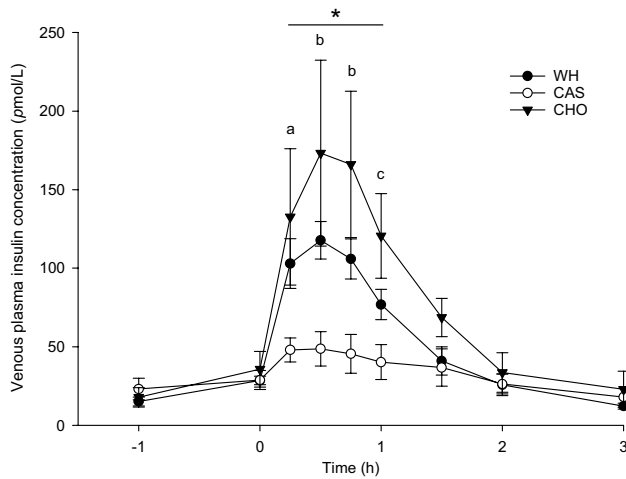 *
b
b
a
c
WH
CAS
CHO
Venous plasma insulin concentration (pmol/L)
250
200
150
100
50
0
-1 0 1 2 3
Time (h)